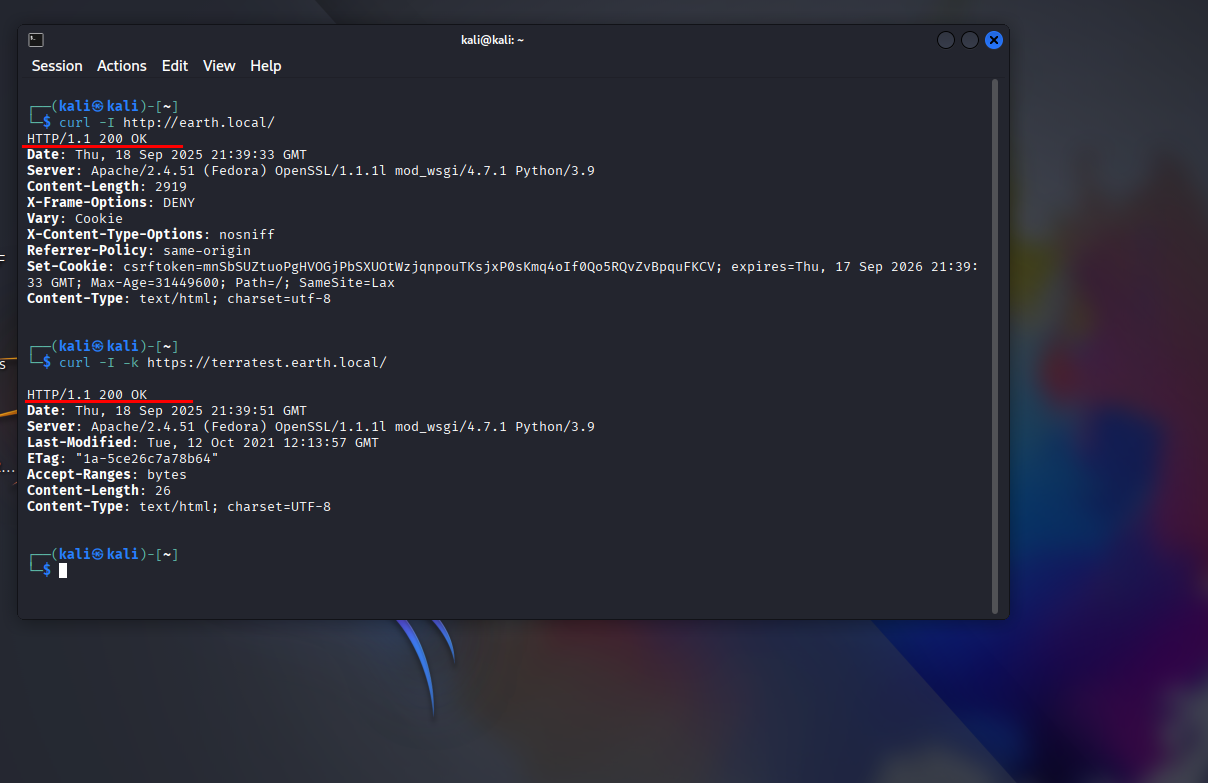 kali@kali: ~
Session Actions Edit View Help
┌──(kali㉿kali)-[~]
└─$ curl -I http://earth.local/
HTTP/1.1 200 OK
Date: Thu, 18 Sep 2025 21:39:33 GMT
Server: Apache/2.4.51 (Fedora) OpenSSL/1.1.1l mod_wsgi/4.7.1 Python/3.9
Content-Length: 2919
X-Frame-Options: DENY
Vary: Cookie
X-Content-Type-Options: nosniff
Referrer-Policy: same-origin
Set-Cookie: csrftoken=mnSbSUZtuoPgHVOGjPbSXUOtWzjqnpouTKsjxP0sKmq4oIf0Qo5RQvZvBpquFKCV; expires=Thu, 17 Sep 2026 21:39:
33 GMT; Max-Age=31449600; Path=/; SameSite=Lax
Content-Type: text/html; charset=utf-8
┌──(kali㉿kali)-[~]
└─$ curl -I -k https://terratest.earth.local/
HTTP/1.1 200 OK
Date: Thu, 18 Sep 2025 21:39:51 GMT
Server: Apache/2.4.51 (Fedora) OpenSSL/1.1.1l mod_wsgi/4.7.1 Python/3.9
Last-Modified: Tue, 12 Oct 2021 12:13:57 GMT
ETag: "1a-5ce26c7a78b64"
Accept-Ranges: bytes
Content-Length: 26
Content-Type: text/html; charset=UTF-8
┌──(kali㉿kali)-[~]
└─$